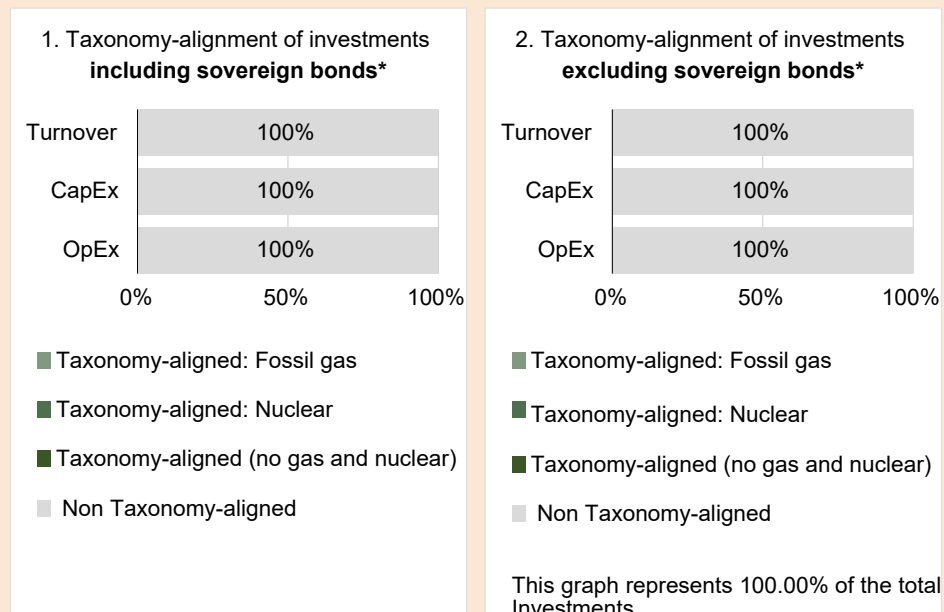 1. Taxonomy-alignment of investments
including sovereign bonds*
Turnover 100%
CapEx 100%
OpEx 100%
0% 50% 100%
Taxonomy-aligned: Fossil gas
Taxonomy-aligned: Nuclear
Taxonomy-aligned (no gas and nuclear)
Non Taxonomy-aligned
2. Taxonomy-alignment of investments
excluding sovereign bonds*
Turnover 100%
CapEx 100%
OpEx 100%
0% 50% 100%
Taxonomy-aligned: Fossil gas
Taxonomy-aligned: Nuclear
Taxonomy-aligned (no gas and nuclear)
Non Taxonomy-aligned
This graph represents 100.00% of the total
Investments